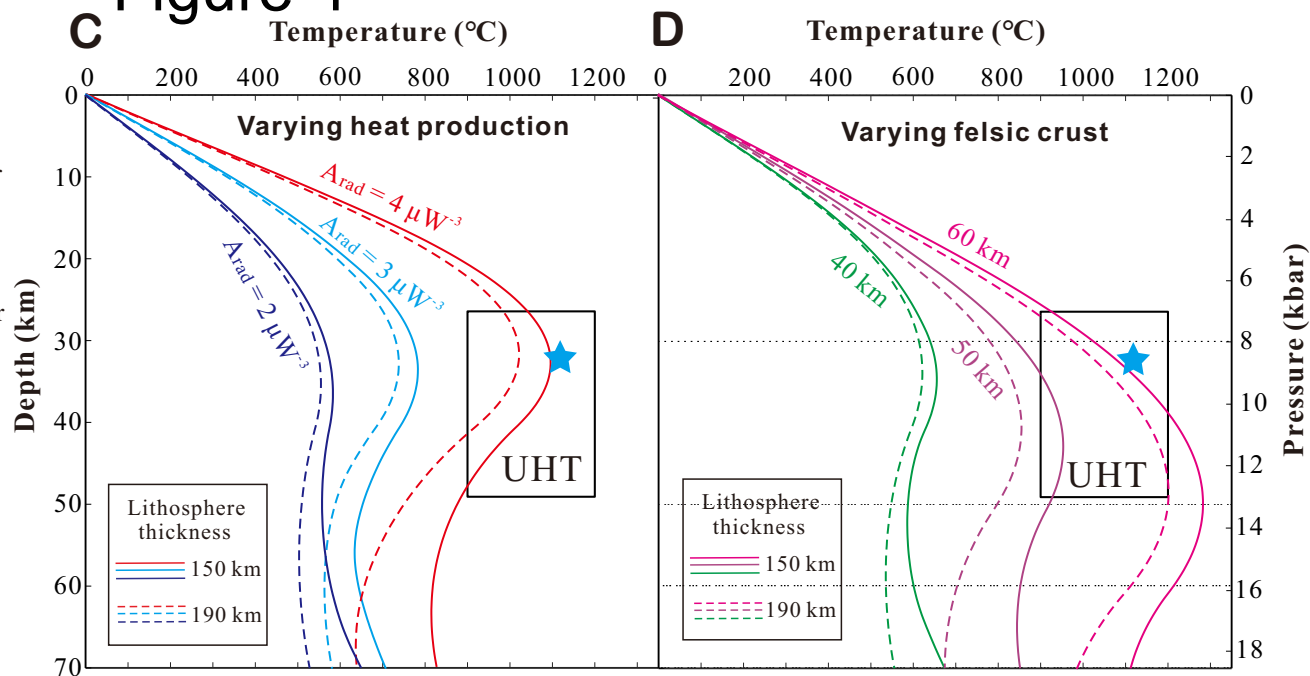 C
Temperature (°C)
0 200 400 600 800 1000 1200
Varying heat production
Arad = 4 μW⁻³
Arad = 3 μW⁻³
Arad = 2 μW⁻³
Depth (km)
0
10
20
30
40
50
60
70
UHT
Lithosphere
thickness
150 km
190 km
D
Temperature (°C)
0 200 400 600 800 1000 1200
Varying felsic crust
60 km
40 km
50 km
UHT
Lithosphere
thickness
150 km
190 km
0
2
4
6
8
10
12
14
16
18
Pressure (kbar)